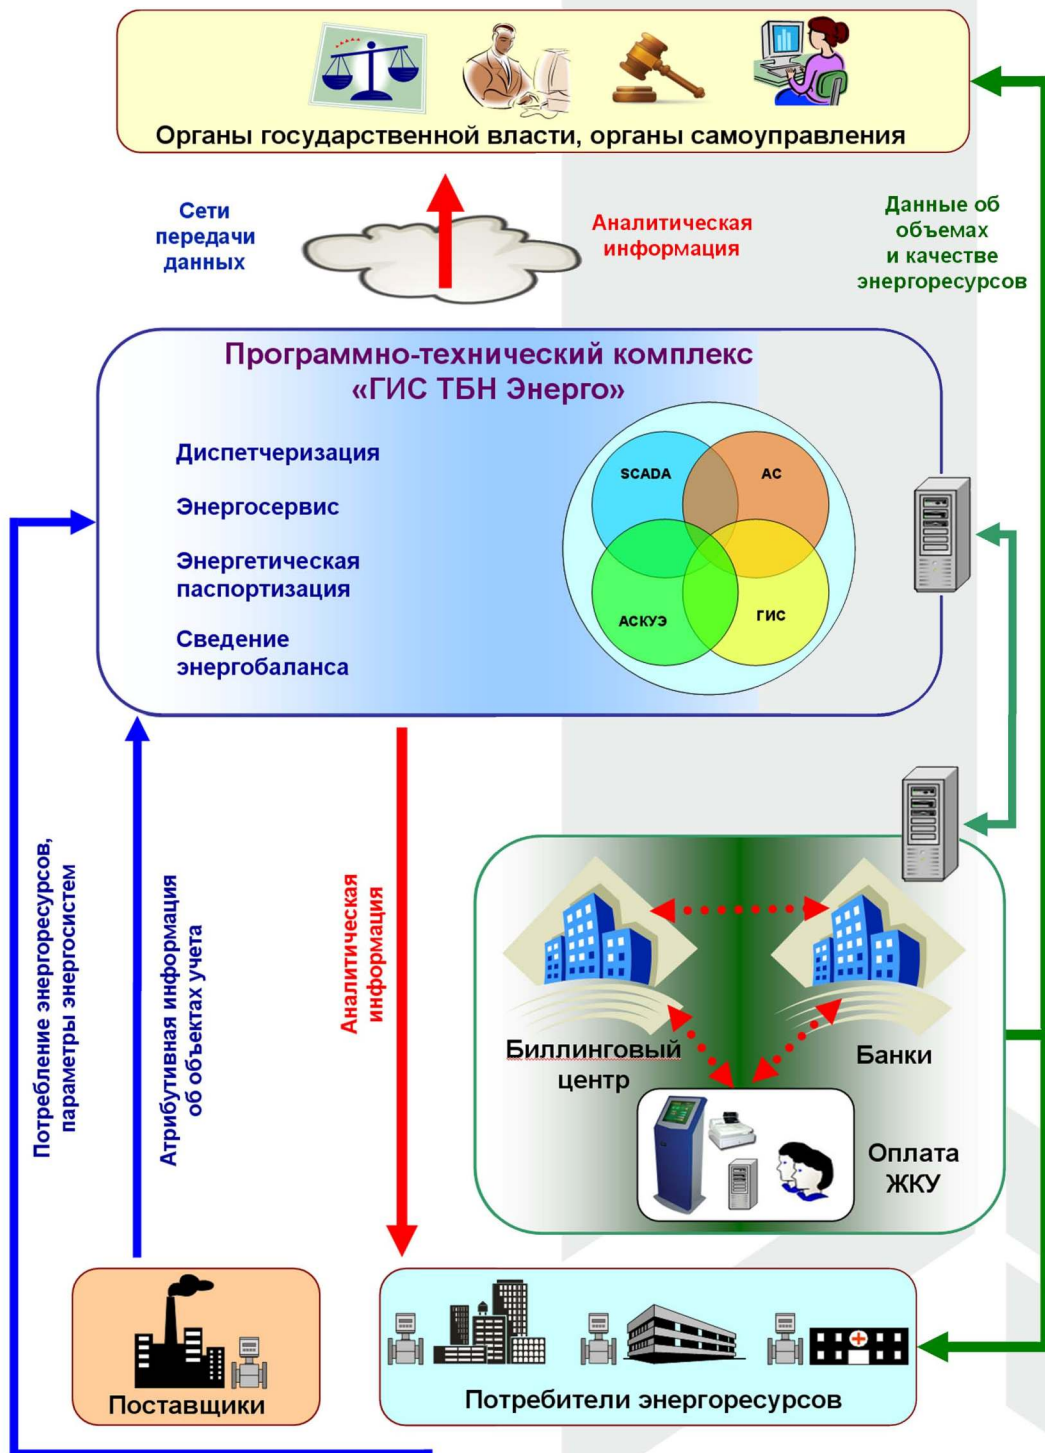 Органы государственной власти, органы самоуправления
Сети
передачи
данных
Аналитическая
информация
Данные об
объемах
и качестве
энергоресурсов
Программно-технический комплекс
«ГИС ТБН Энерго»
Диспетчеризация
Энергосервис
Энергетическая
паспортизация
Сведение
энергобаланса
SCADA
АС
АСКУЭ
ГИС
Потребление энергоресурсов,
параметры энергосистем
Атрибутивная информация
об объектах учета
Аналитическая
информация
Биллинговый
центр
Банки
Оплата
ЖКУ
Поставщики
Потребители энергоресурсов